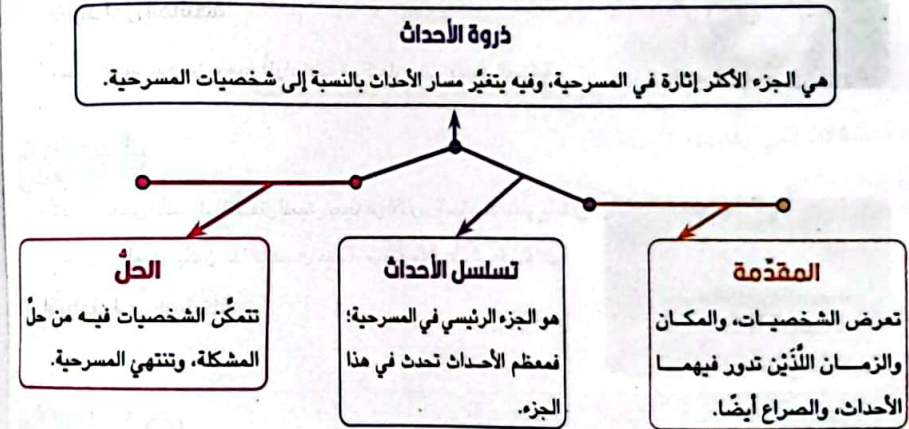 ذروة الأحداث
هي الجزء الأكثر إثارة في المسرحية، وفيه يتغيَّر مسار الأحداث بالنسبة إلى شخصيات المسرحية.
المقدّمة
تعرض الشخصيات، والمكان
والزمان اللَّذَيْن تدور فيهما
الأحداث، والصراع أيضًا.
تسلسل الأحداث
هو الجزء الرئيسي في المسرحية؛
فمعظم الأحداث تحدث في هذا
الجزء.
الحلُّ
تتمكَّن الشخصيات فيه من حلِّ
المشكلة، وتنتهي المسرحية.